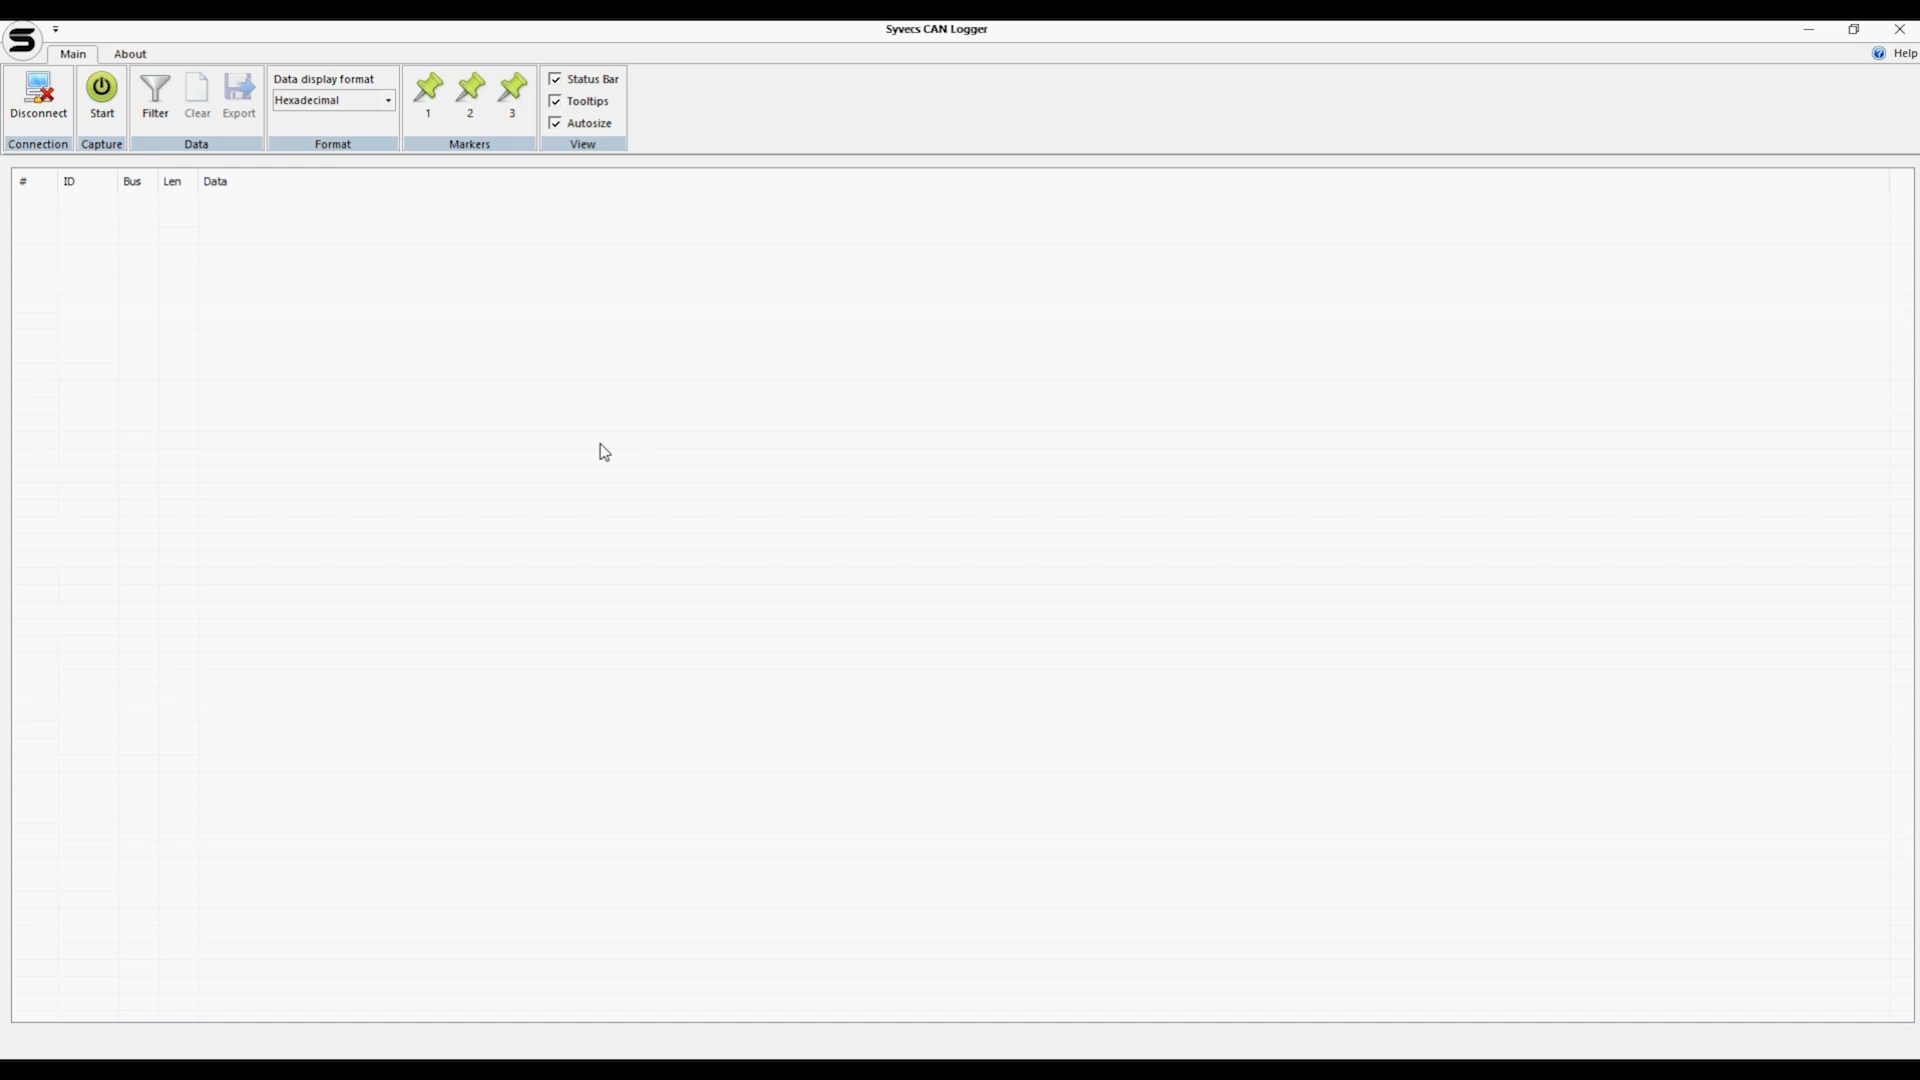 Syvecs CAN Logger
Main About Help
Disconnect Start Filter Clear Export Data display format Hexadecimal 1 2 3 Status Bar
Tooltips
Autosize
Connection Capture Data Format Markers View
# ID Bus Len Data